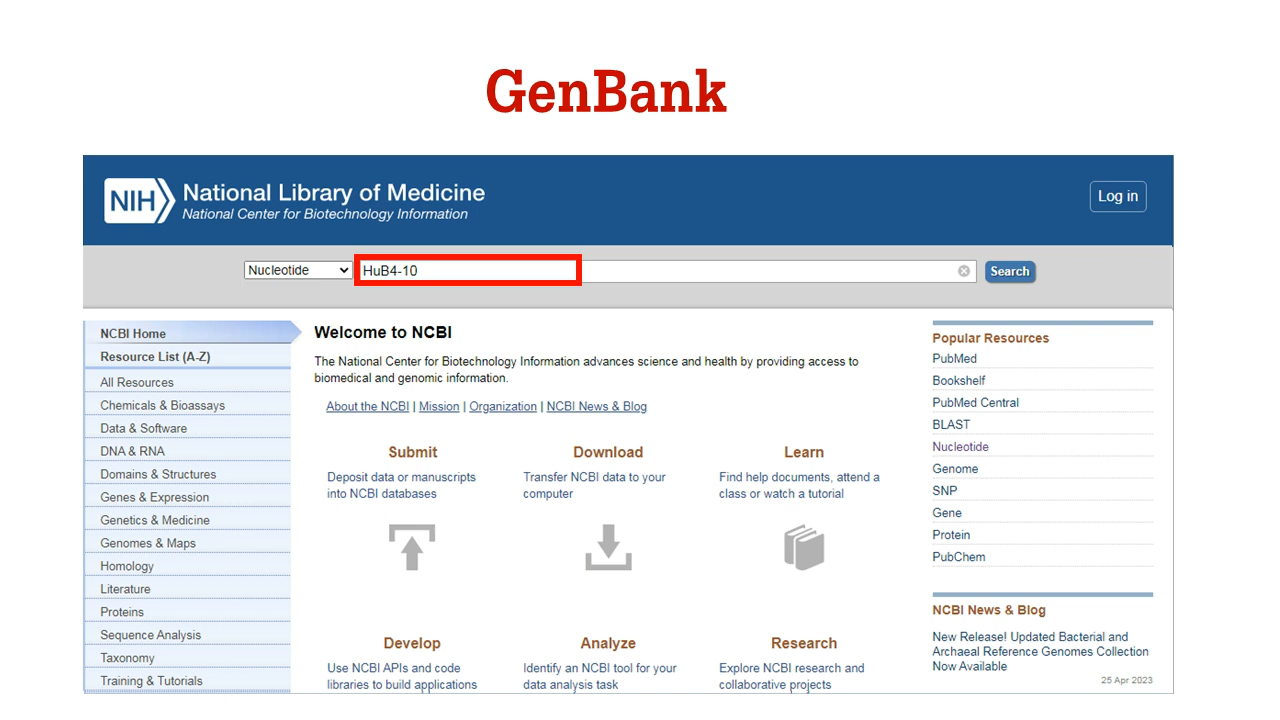 GenBank
NIH
National Library of Medicine
National Center for Biotechnology Information
Log in
Nucleotide
HuB4-10
Search
NCBI Home
Resource List (A-Z)
All Resources
Chemicals & Bioassays
Data & Software
DNA & RNA
Domains & Structures
Genes & Expression
Genetics & Medicine
Genomes & Maps
Homology
Literature
Proteins
Sequence Analysis
Taxonomy
Training & Tutorials
Welcome to NCBI
The National Center for Biotechnology Information advances science and health by providing access to
biomedical and genomic information.
About the NCBI | Mission | Organization | NCBI News & Blog
Submit
Deposit data or manuscripts
into NCBI databases
Download
Transfer NCBI data to your
computer
Learn
Find help documents, attend a
class or watch a tutorial
Develop
Use NCBI APIs and code
libraries to build applications
Analyze
Identify an NCBI tool for your
data analysis task
Research
Explore NCBI research and
collaborative projects
Popular Resources
PubMed
Bookshelf
PubMed Central
BLAST
Nucleotide
Genome
SNP
Gene
Protein
PubChem
NCBI News & Blog
New Release! Updated Bacterial and
Archaeal Reference Genomes Collection
Now Available
25 Apr 2023